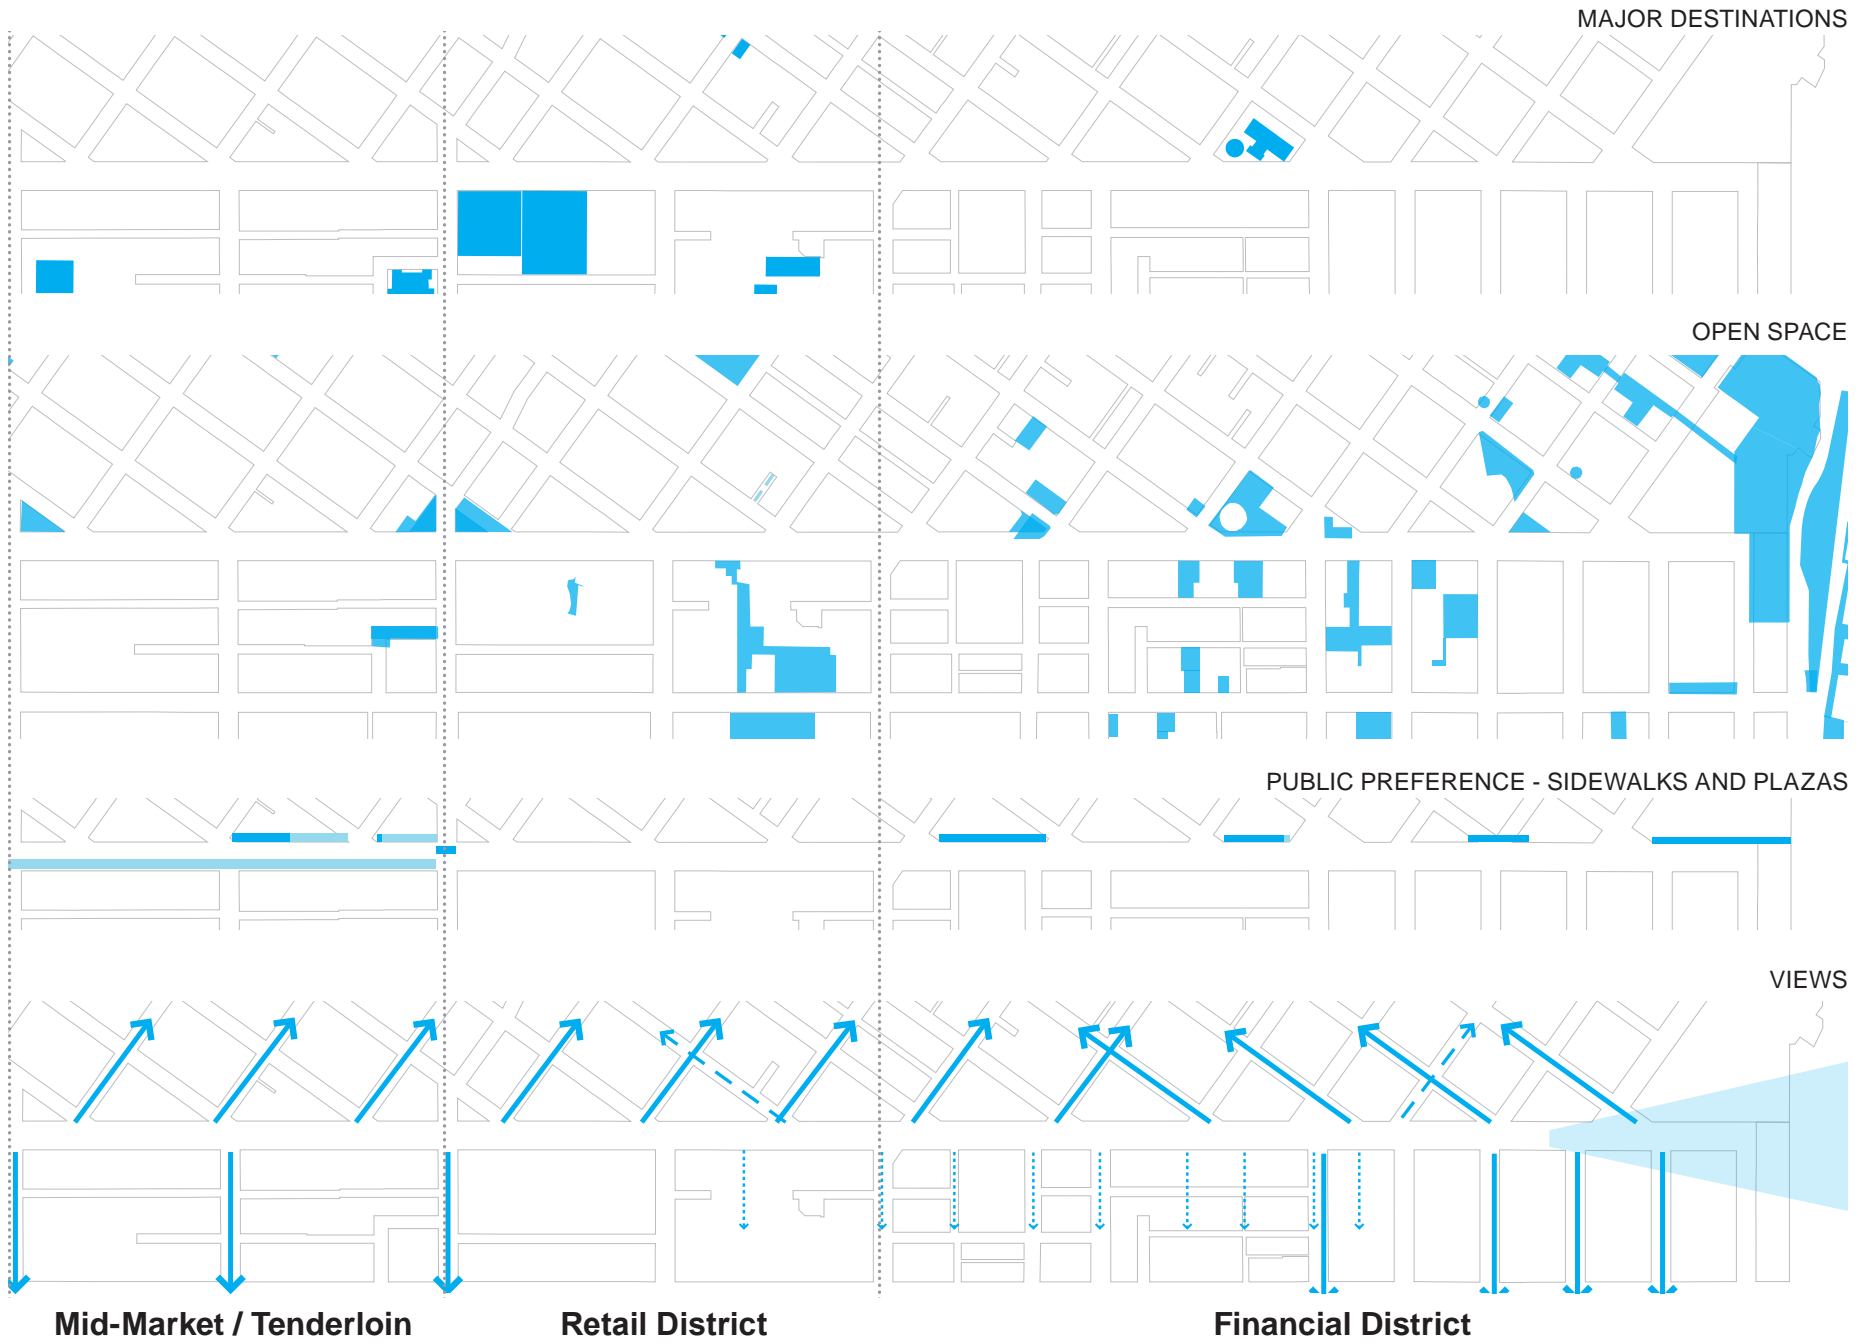 MAJOR DESTINATIONS
OPEN SPACE
PUBLIC PREFERENCE - SIDEWALKS AND PLAZAS
VIEWS
Mid-Market / Tenderloin
Retail District
Financial District